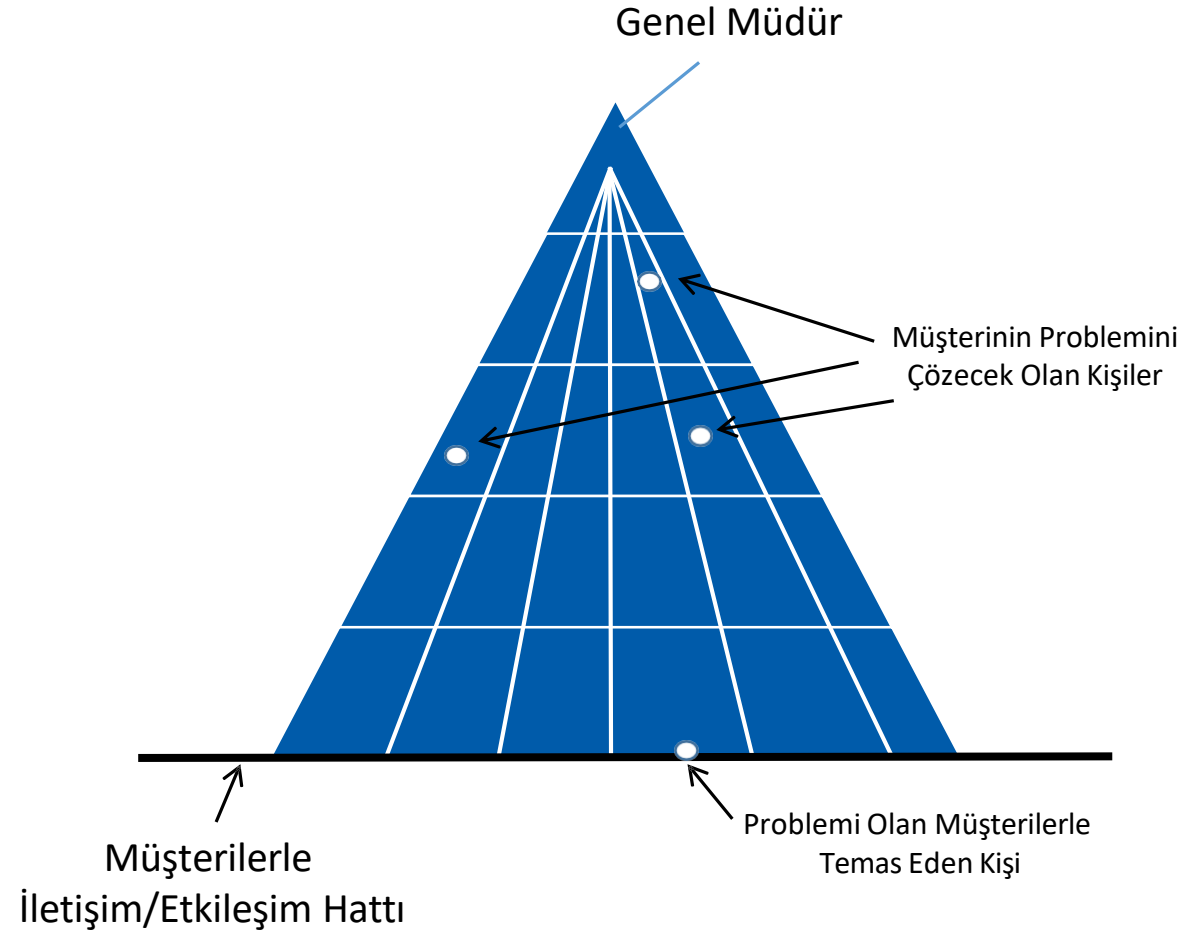 Genel Müdür
Müşterinin Problemini
Çözecek Olan Kişiler
Problemi Olan Müşterilerle
Temas Eden Kişi
Müşterilerle
İletişim/Etkileşim Hattı